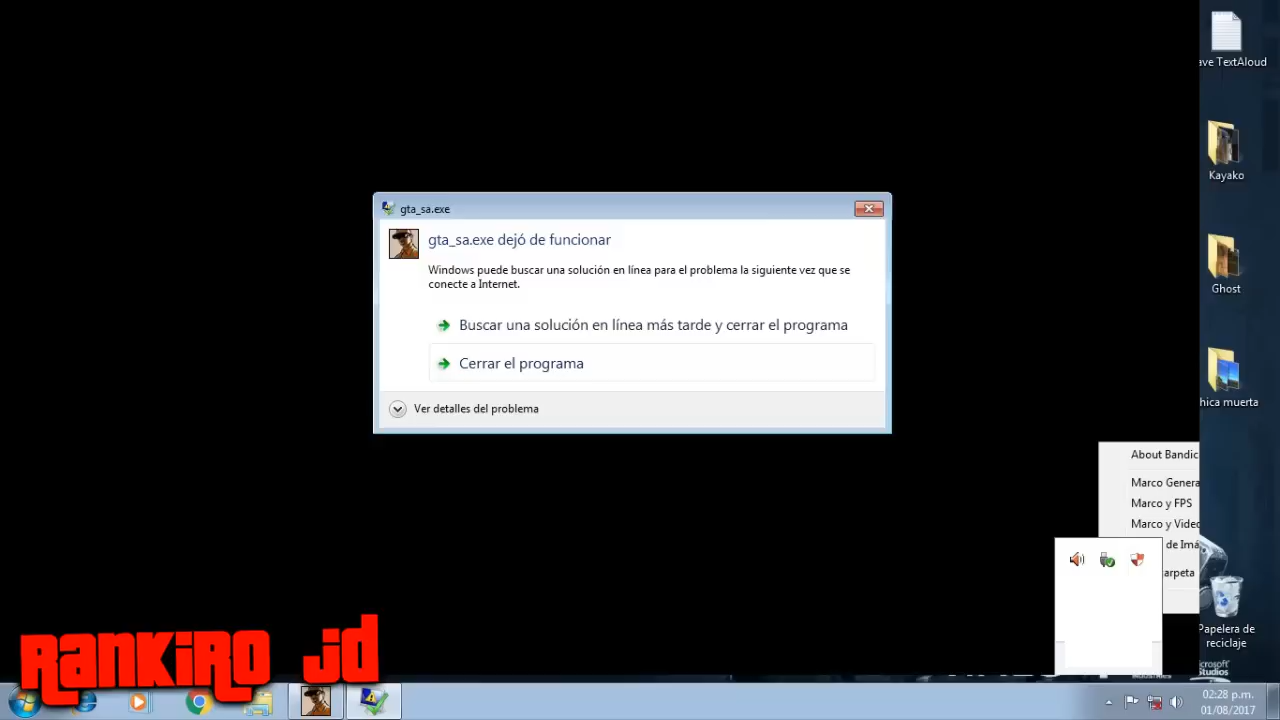 ave TextAloud
Kayako
Ghost
hica muerta
gta_sa.exe
gta_sa.exe dejó de funcionar
Windows puede buscar una solución en línea para el problema la siguiente vez que se
conecte a Internet.
Buscar una solución en línea más tarde y cerrar el programa
Cerrar el programa
Ver detalles del problema
About Bandic
Marco Genera
Marco y FPS
Marco y Video
de Imá
arpeta
Papelera de
reciclaje
icrosoft
Studios
RANKIRO JD
02:28 p.m.
01/08/2017